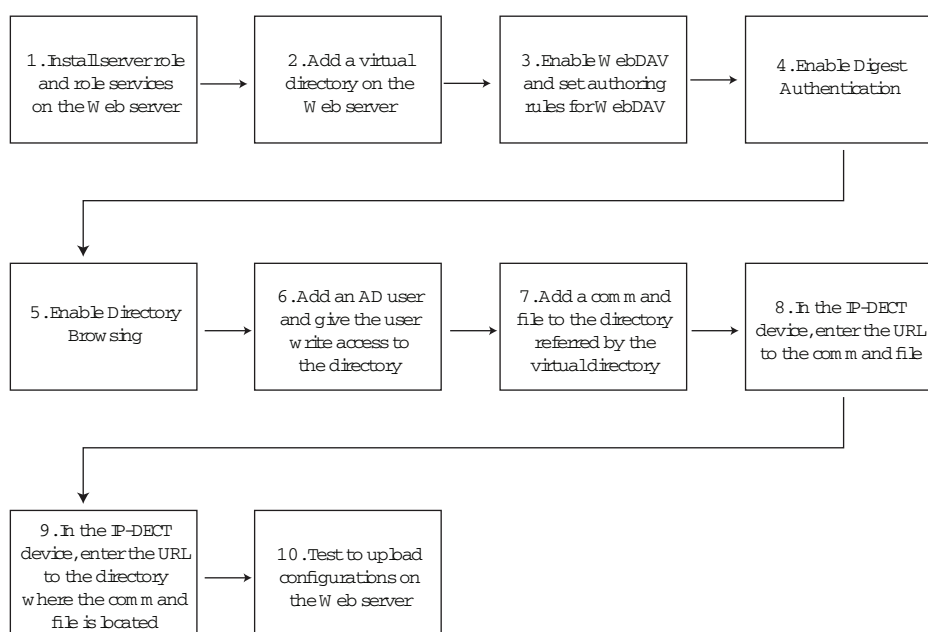 1. Install server role
and role services
on the Web server
2. Add a virtual
directory on the
Web server
3. Enable WebDAV
and set authoring
rules for WebDAV
4. Enable Digest
Authentication
5. Enable Directory
Browsing
6. Add an AD user
and give the user
write access to
the directory
7. Add a command
file to the directory
referred by the
virtual directory
8. In the IP-DECT
device, enter the URL
to the command file
9. In the IP-DECT
device, enter the URL
to the directory
where the command
file is located
10. Test to upload
configurations on
the Web server